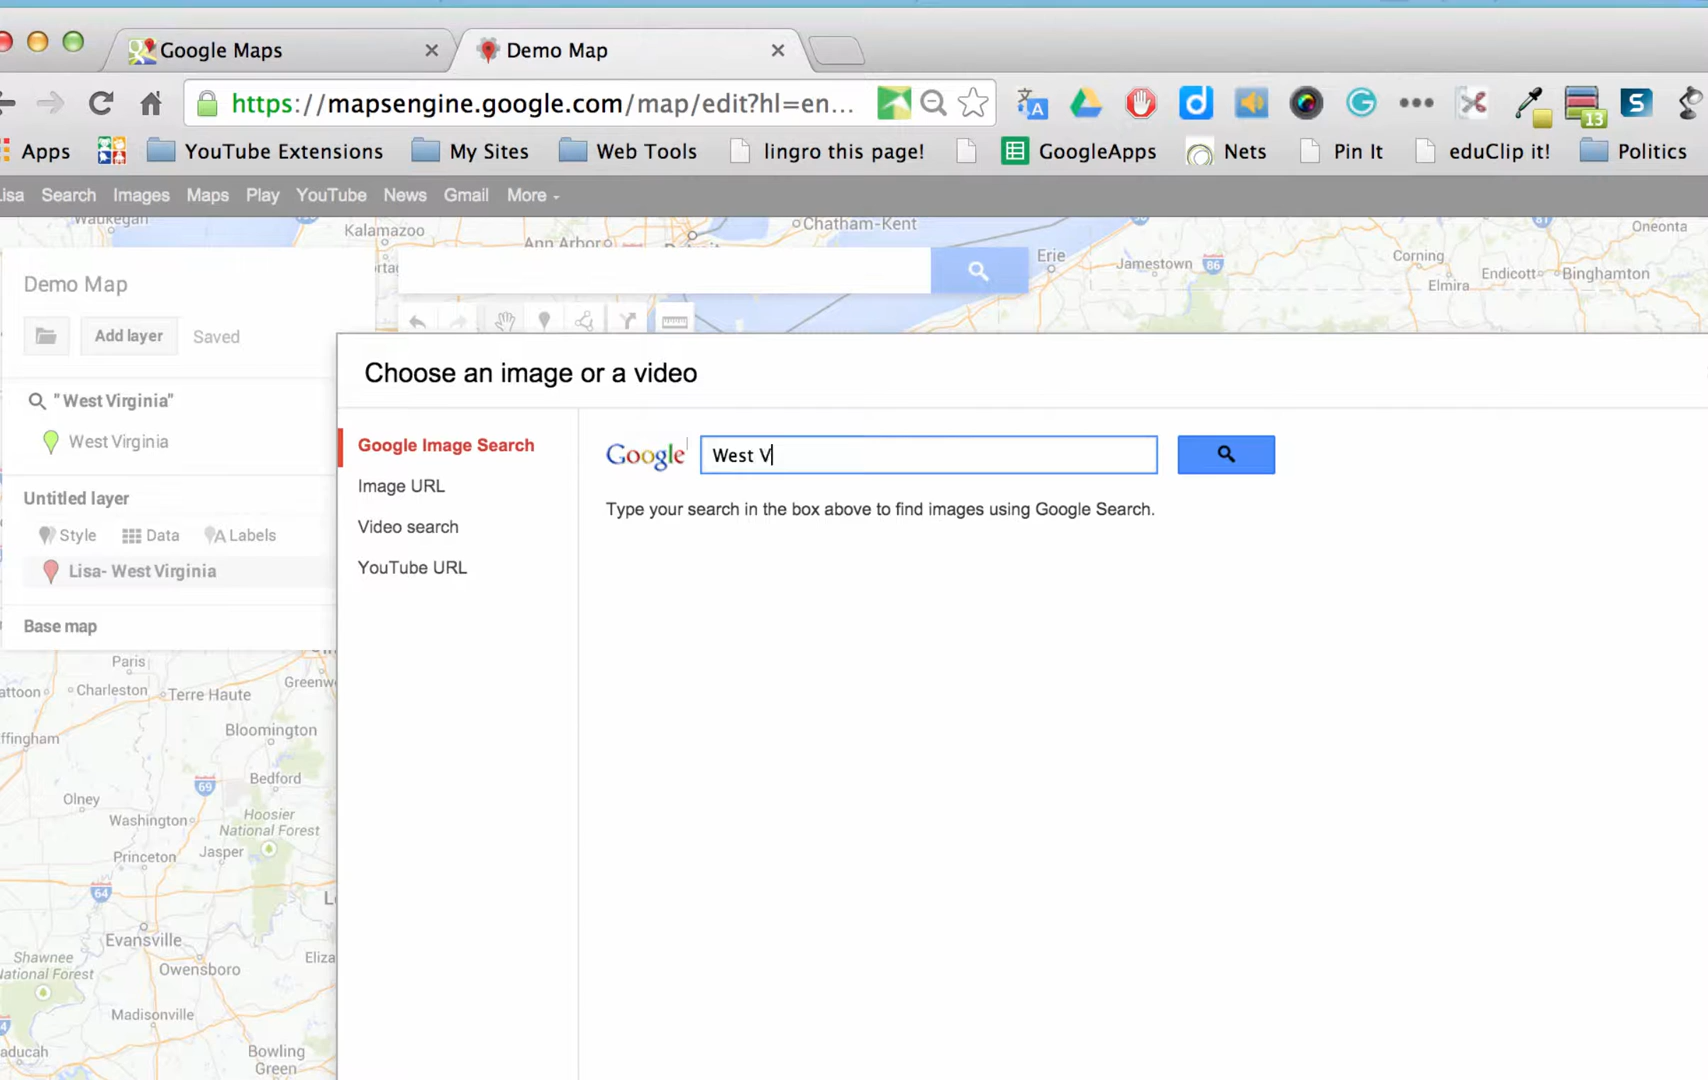 Google Maps
Demo Map
https://mapsengine.google.com/map/edit?hl=en...
13
Apps
YouTube Extensions
My Sites
Web Tools
lingro this page!
GoogleApps
Nets
Pin It
eduClip it!
Politics
Search Images Maps Play YouTube News Gmail More
Waukegan
Kalamazoo
Ann Arbor
Chatham-Kent
Erie
Jamestown
86
Corning
Elmira
Endicott
Binghamton
Oneonta
81
Demo Map
Add layer
Saved
"West Virginia"
West Virginia
Untitled layer
Style
Data
Labels
Lisa- West Virginia
Base map
Choose an image or a video
Google Image Search
Image URL
Video search
YouTube URL
Google
West V
Type your search in the box above to find images using Google Search.
Paris
Charleston
Terre Haute
Bloomington
69
Bedford
Olney
Washington
Hoosier
National Forest
Princeton
Jasper
64
Evansville
Owensboro
Shawnee
National Forest
Madisonville
Bowling
Green